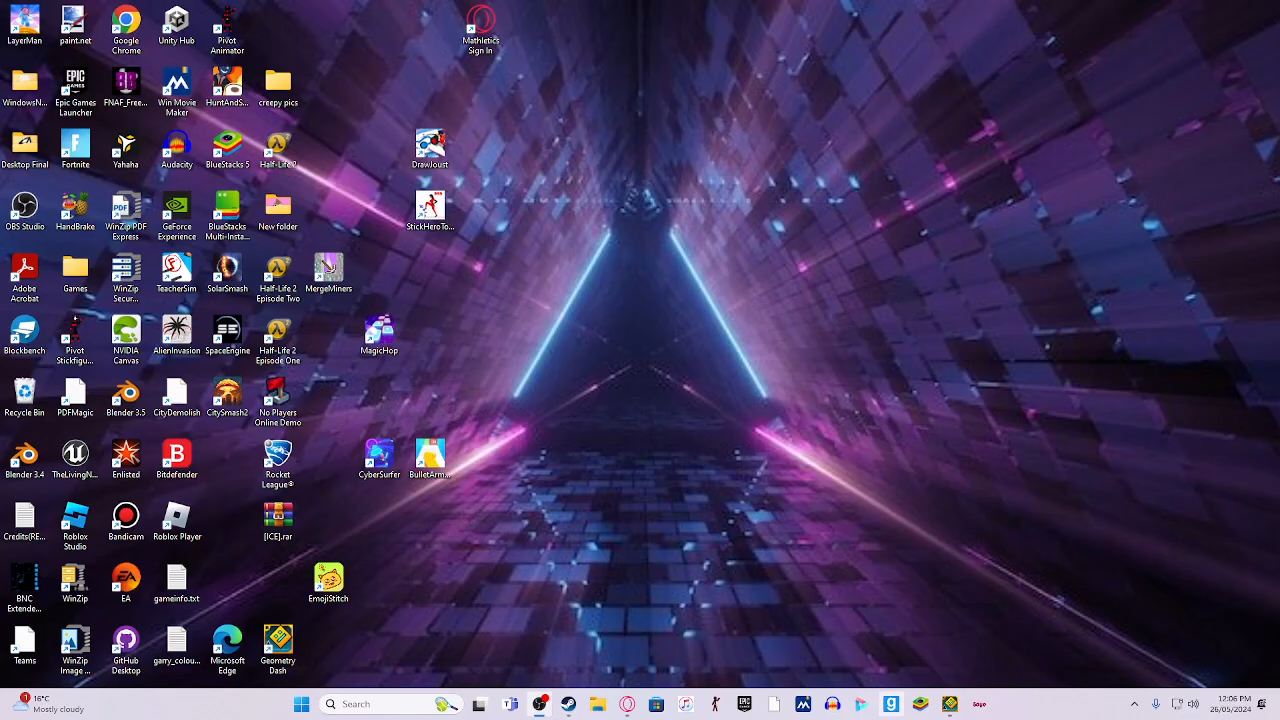 LayerMan
paint.net
Google
Chrome
Unity Hub
Pivot
Animator
Mathletics
Sign In
WindowsN...
Epic Games
Launcher
FNAF_Free...
Win Movie
Maker
HuntAndS...
creepy pics
Desktop Final
Fortnite
Yahaha
Audacity
BlueStacks 5
Half-Life 2
DrawJoust
OBS Studio
HandBrake
WinZip PDF
Express
GeForce
Experience
BlueStacks
Multi-Insta...
New folder
StickHeroTo...
Adobe
Acrobat
Games
WinZip
Secur...
TeacherSim
SolarSmash
Half-Life 2
Episode Two
MergeMiners
Blockbench
Pivot
Stickfigu...
NVIDIA
Canvas
AlienInvasion
SpaceEngine
Half-Life 2
Episode One
MagicHop
Recycle Bin
PDFMagic
Blender 3.5
CityDemolish
CitySmash2
No Players
Online Demo
Blender 3.4
TheLivingN...
Enlisted
Bitdefender
Rocket
League®
CyberSurfer
BulletArm...
Credits(RE...
Roblox
Studio
Bandicam
Roblox Player
[ICE].rar
BNC
Extende...
WinZip
EA
gameinfo.txt
EmojiStitch
Teams
WinZip
Image ...
GitHub
Desktop
garry_colou...
Microsoft
Edge
Geometry
Dash
1
16°C
Mostly cloudy
Search
12:06 PM
26/05/2024